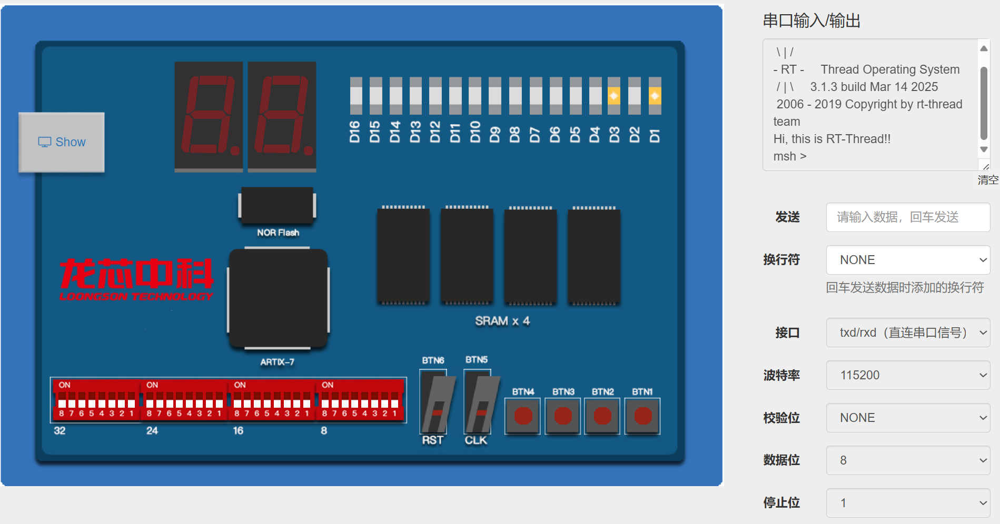 Show
D16 D15 D14 D13 D12 D11 D10 D9 D8 D7 D6 D5 D4 D3 D2 D1
NOR Flash
龙芯中科
LOONGSON TECHNOLOGY
ARTIX-7
SRAM x 4
ON ON ON ON
8 7 6 5 4 3 2 1 8 7 6 5 4 3 2 1 8 7 6 5 4 3 2 1 8 7 6 5 4 3 2 1
32 24 16 8
BTN6 BTN5
RST CLK
BTN4 BTN3 BTN2 BTN1
串口输入/输出
\ | /
- RT - Thread Operating System
/ | \ 3.1.3 build Mar 14 2025
2006 - 2019 Copyright by rt-thread
team
Hi, this is RT-Thread!!
msh >
清空
发送 请输入数据，回车发送
换行符 NONE
回车发送数据时添加的换行符
接口 txd/rxd（直连串口信号）
波特率 115200
校验位 NONE
数据位 8
停止位 1